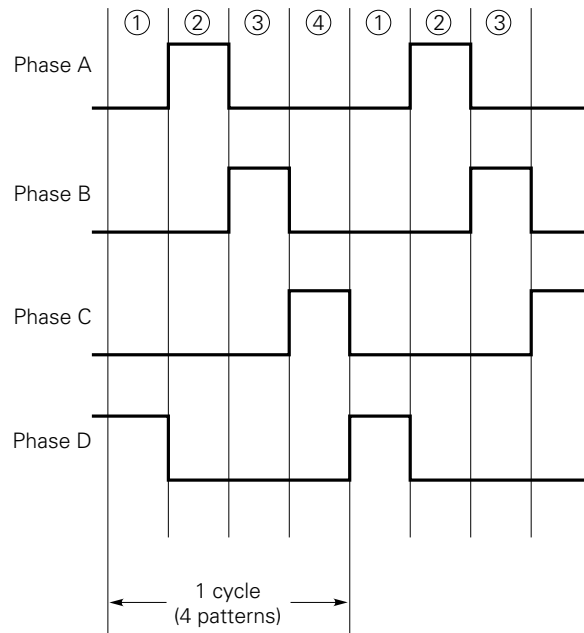 ① ② ③ ④ ① ② ③
Phase A
Phase B
Phase C
Phase D
1 cycle
(4 patterns)